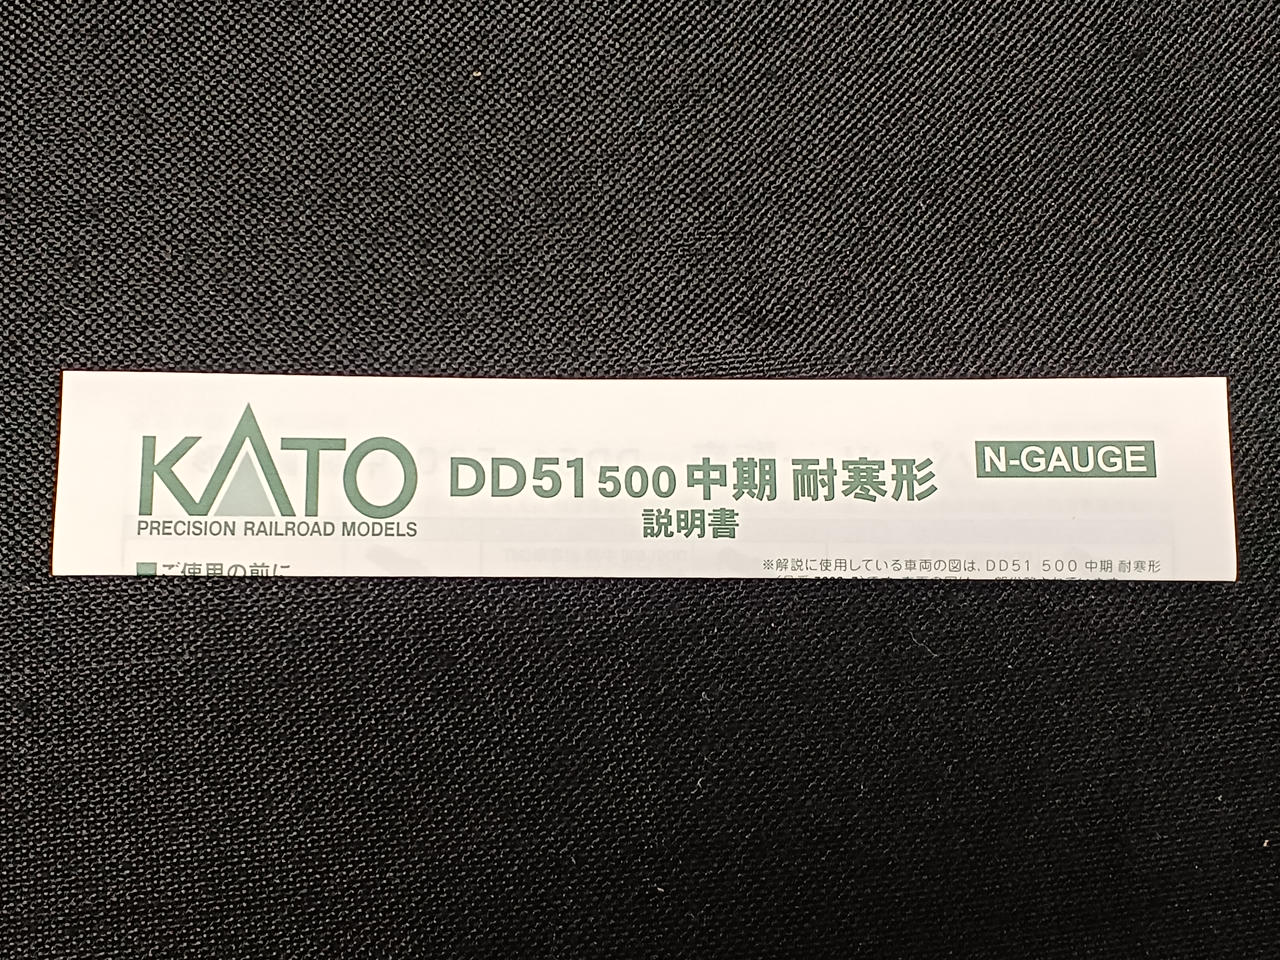 KATO
PRECISION RAILROAD MODELS
DD51 500 中期 耐寒形
説明書
N-GAUGE
■ご使用の前に
※解説に使用している車両の図は、DD51 500 中期 耐寒形